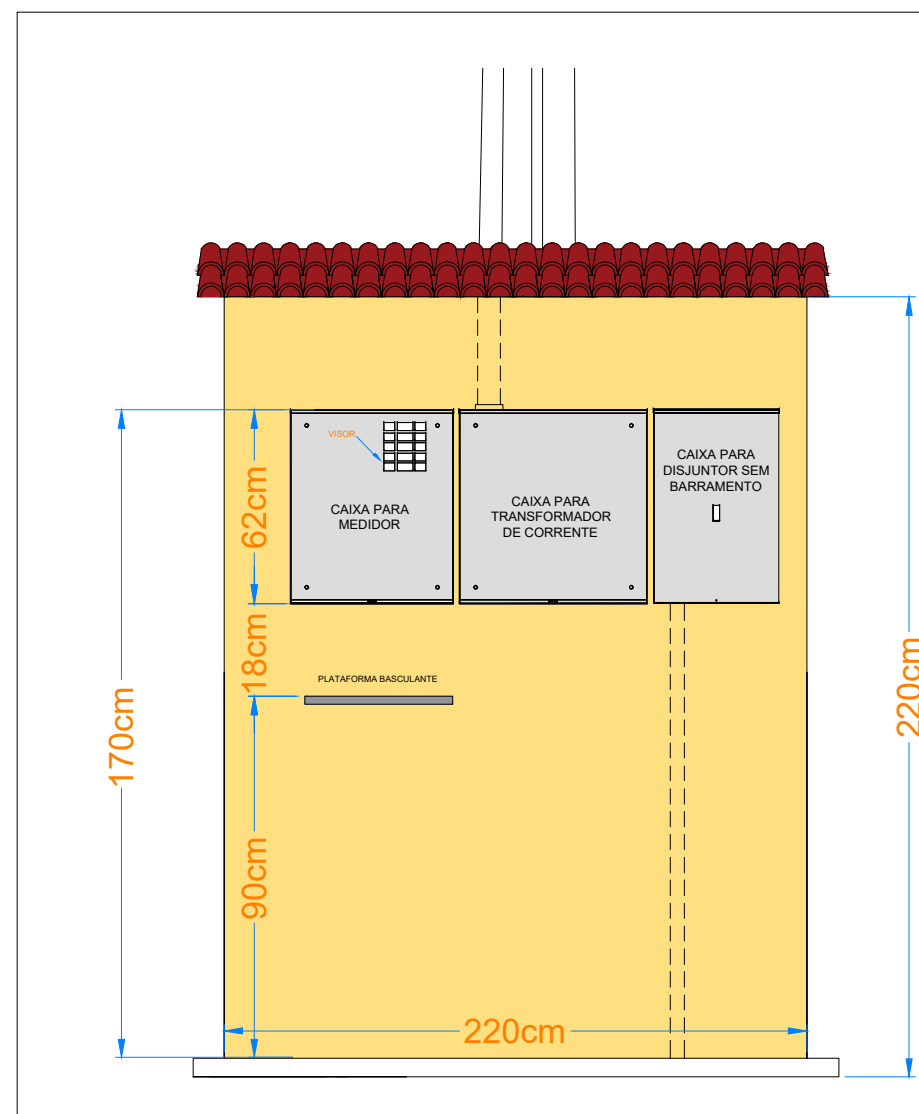 VISOR
CAIXA PARA
MEDIDOR
CAIXA PARA
TRANSFORMADOR
DE CORRENTE
CAIXA PARA
DISJUNTOR SEM
BARRAMENTO
62cm
18cm
PLATAFORMA BASCULANTE
170cm
90cm
220cm
220cm